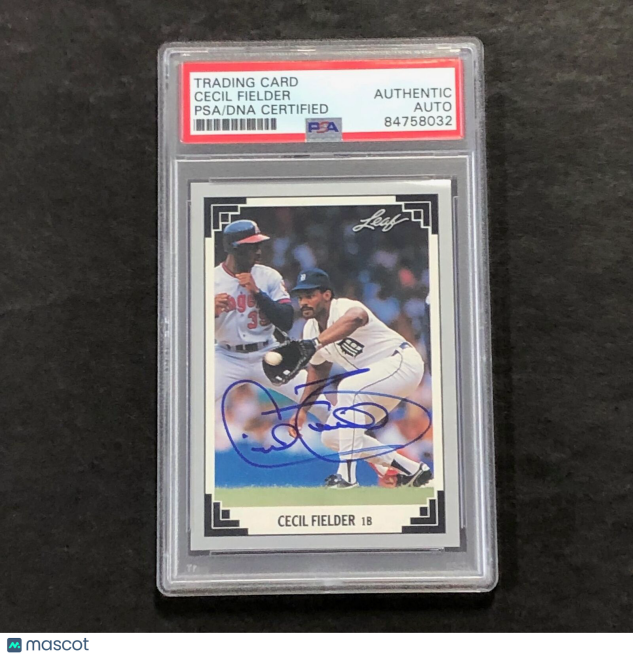 TRADING CARD
CECIL FIELDER
PSA/DNA CERTIFIED
AUTHENTIC
AUTO
84758032
PSA
Leaf
CECIL FIELDER 1B
mascot